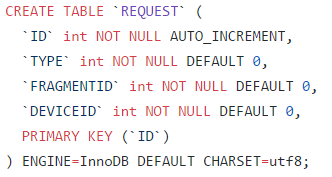 CREATE TABLE `REQUEST` (
`ID` int NOT NULL AUTO_INCREMENT,
`TYPE` int NOT NULL DEFAULT 0,
`FRAGMENTID` int NOT NULL DEFAULT 0,
`DEVICEID` int NOT NULL DEFAULT 0,
PRIMARY KEY (`ID`)
) ENGINE=InnoDB DEFAULT CHARSET=utf8;